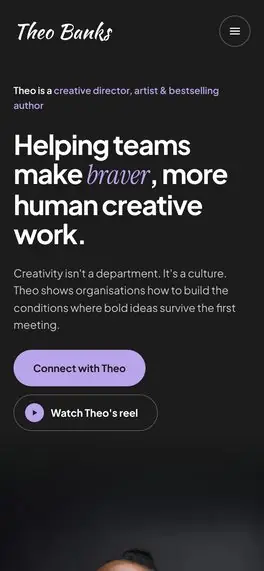 Theo Banks
Theo is a creative director, artist & bestselling
author
Helping teams
make braver, more
human creative
work.
Creativity isn't a department. It's a culture.
Theo shows organisations how to build the
conditions where bold ideas survive the first
meeting.
Connect with Theo
Watch Theo's reel